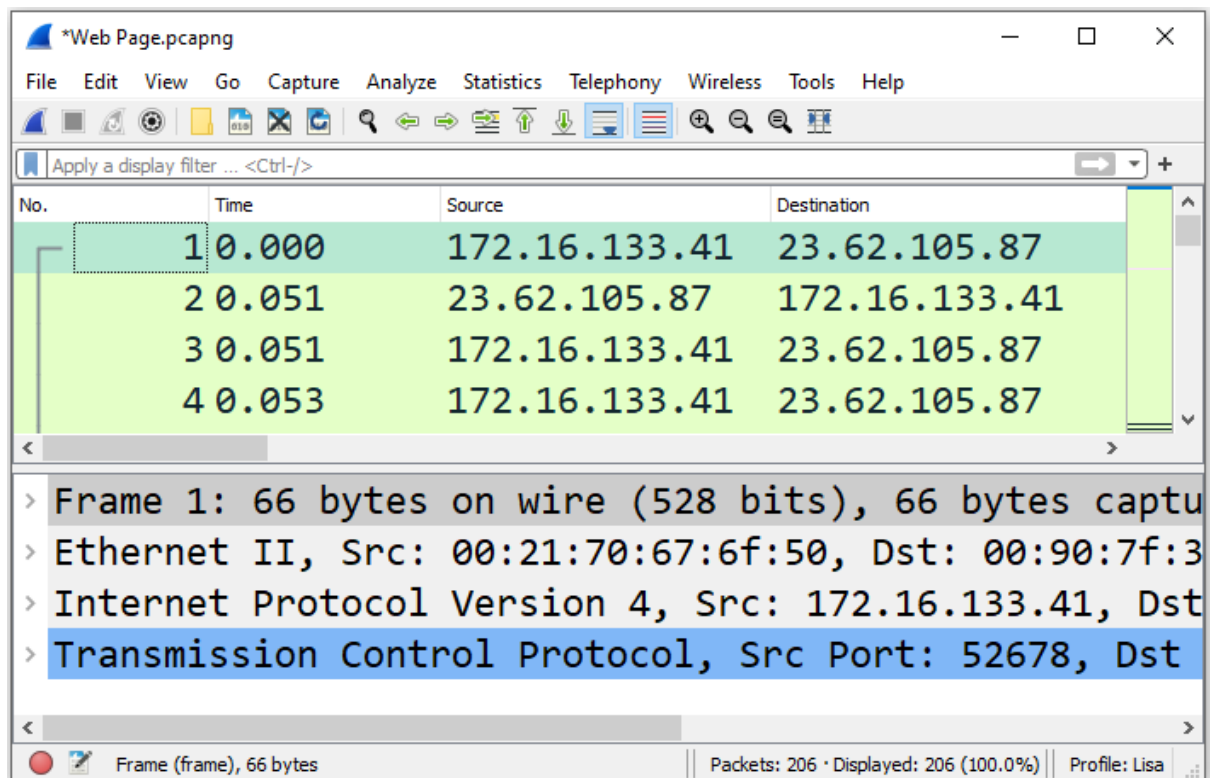 *Web Page.pcapng
File Edit View Go Capture Analyze Statistics Telephony Wireless Tools Help
Apply a display filter ... <Ctrl-/>
No. Time Source Destination
1 0.000 172.16.133.41 23.62.105.87
2 0.051 23.62.105.87 172.16.133.41
3 0.051 172.16.133.41 23.62.105.87
4 0.053 172.16.133.41 23.62.105.87
Frame 1: 66 bytes on wire (528 bits), 66 bytes captu
Ethernet II, Src: 00:21:70:67:6f:50, Dst: 00:90:7f:3
Internet Protocol Version 4, Src: 172.16.133.41, Dst
Transmission Control Protocol, Src Port: 52678, Dst
Frame (frame), 66 bytes Packets: 206 · Displayed: 206 (100.0%) Profile: Lisa